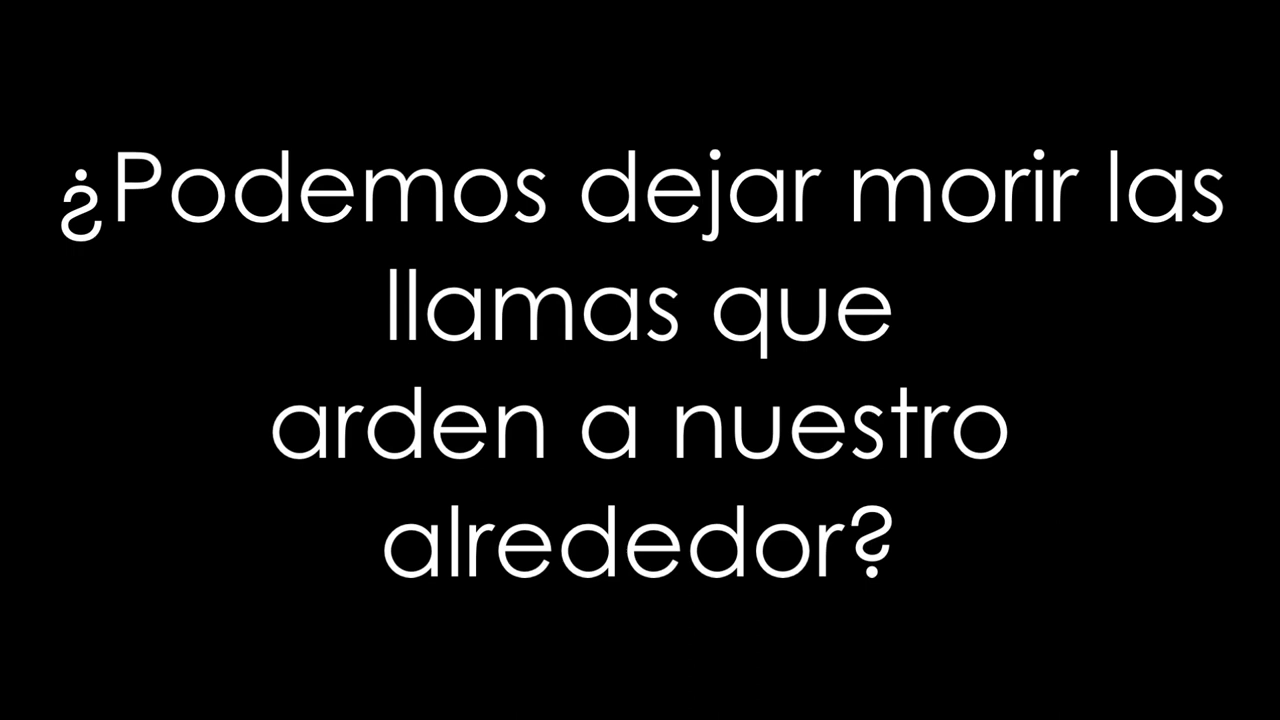 ¿Podemos dejar morir las
llamas que
arden a nuestro
alrededor?